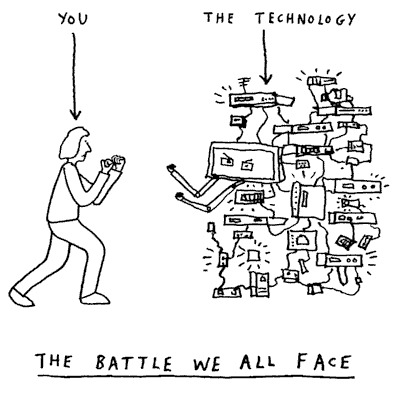 YOU
THE TECHNOLOGY
THE BATTLE WE ALL FACE